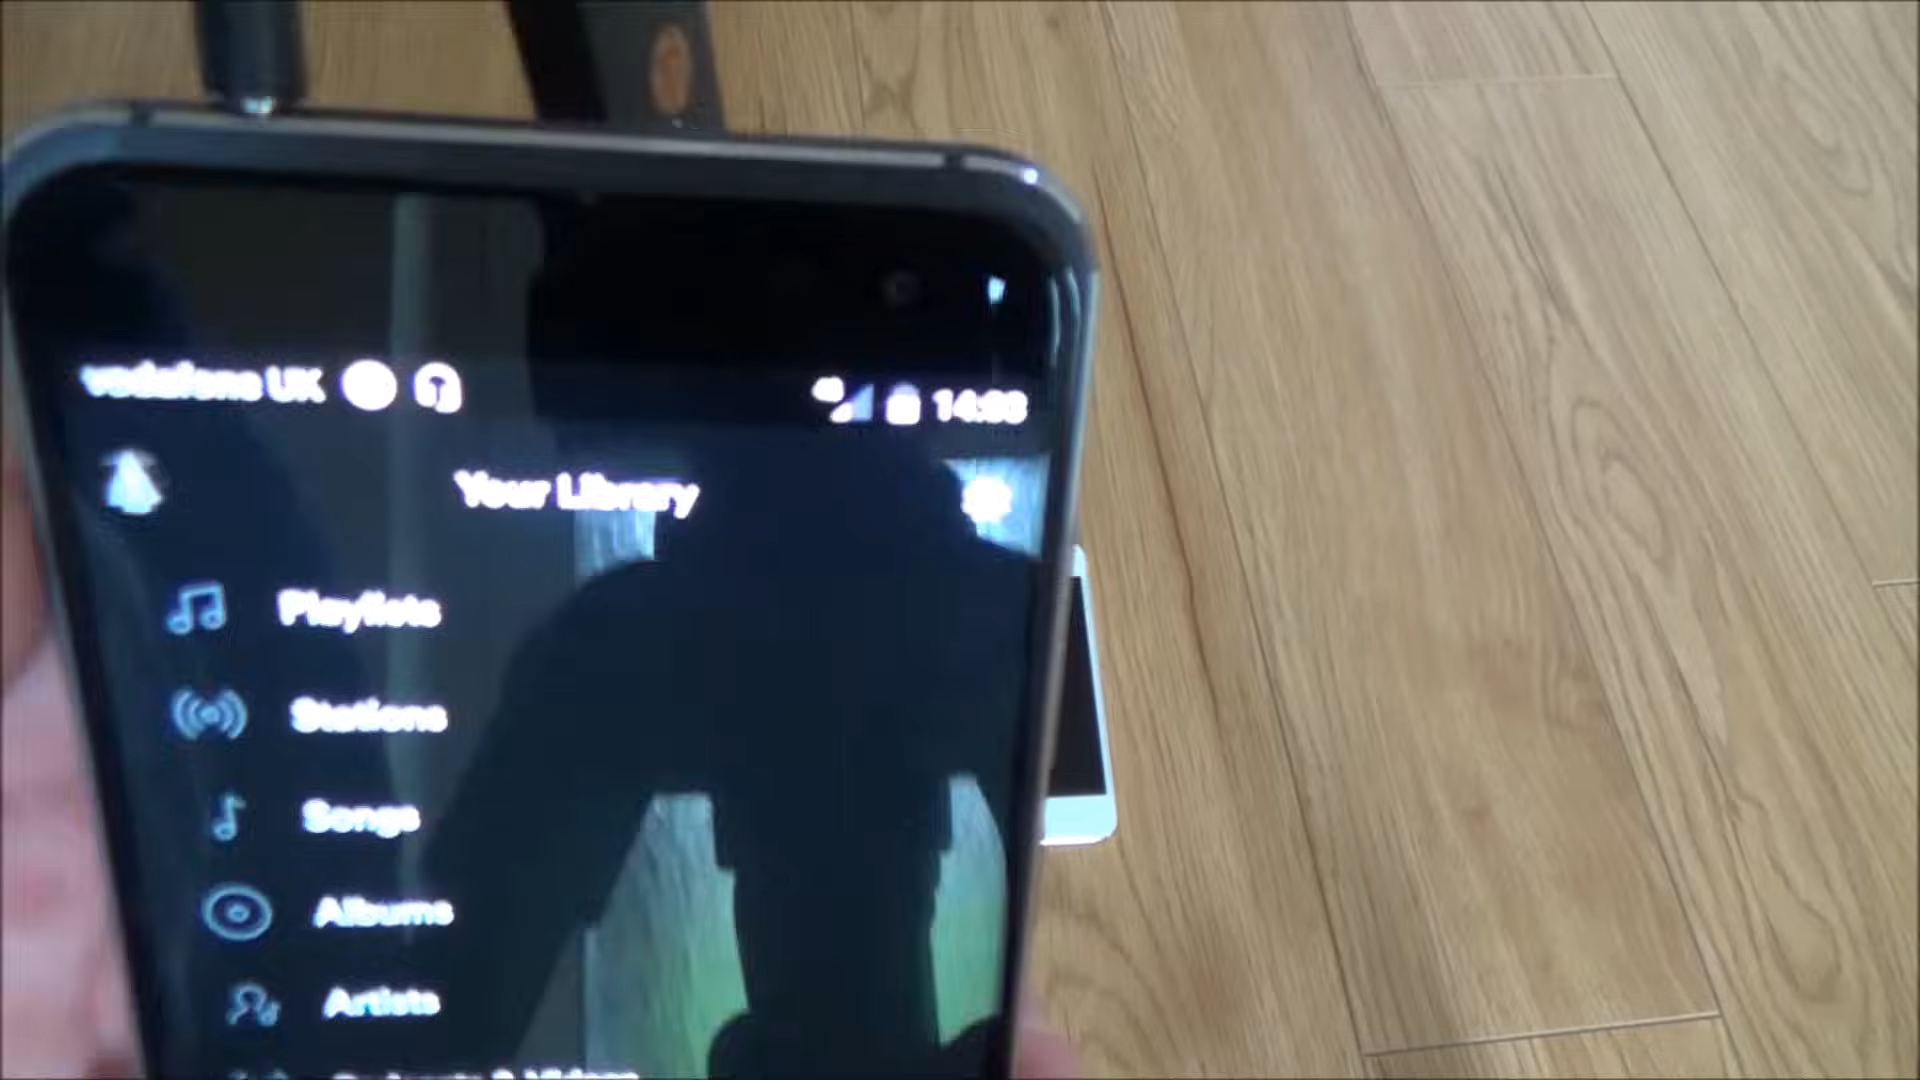 vodafone UK
Your Library
Playlists
Stations
Songs
Albums
Artists